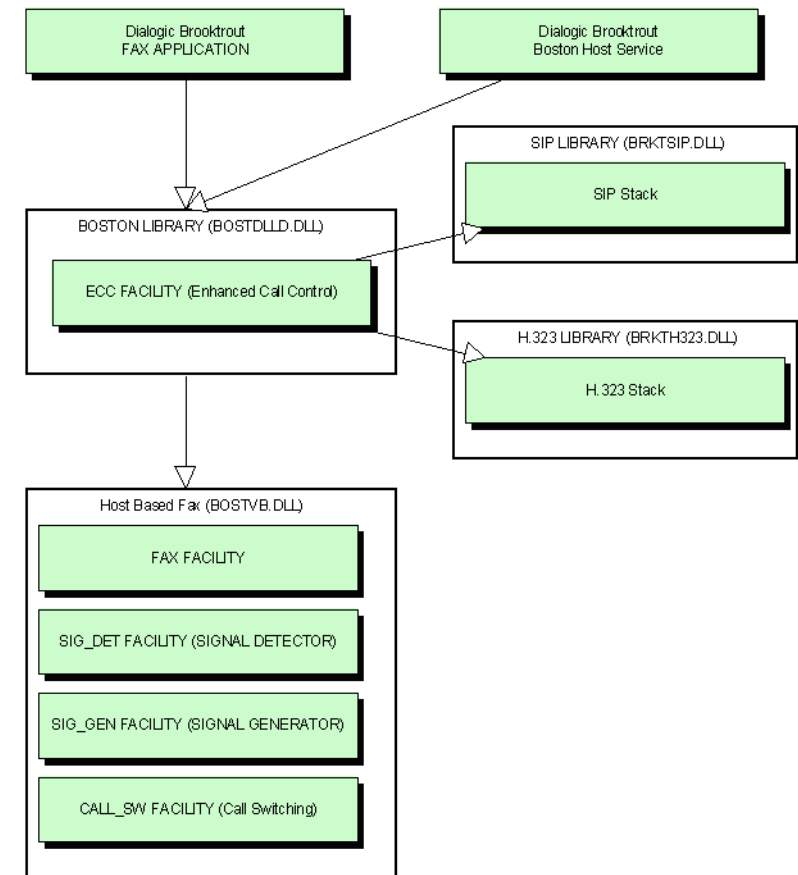 Dialogic Brooktrout
FAX APPLICATION
Dialogic Brooktrout
Boston Host Service
SIP LIBRARY (BRKTSIP.DLL)
SIP Stack
BOSTON LIBRARY (BOSTDLLD.DLL)
ECC FACILITY (Enhanced Call Control)
H.323 LIBRARY (BRKTH323.DLL)
H.323 Stack
Host Based Fax (BOSTVB.DLL)
FAX FACILITY
SIG_DET FACILITY (SIGNAL DETECTOR)
SIG_GEN FACILITY (SIGNAL GENERATOR)
CALL_SW FACILITY (Call Switching)